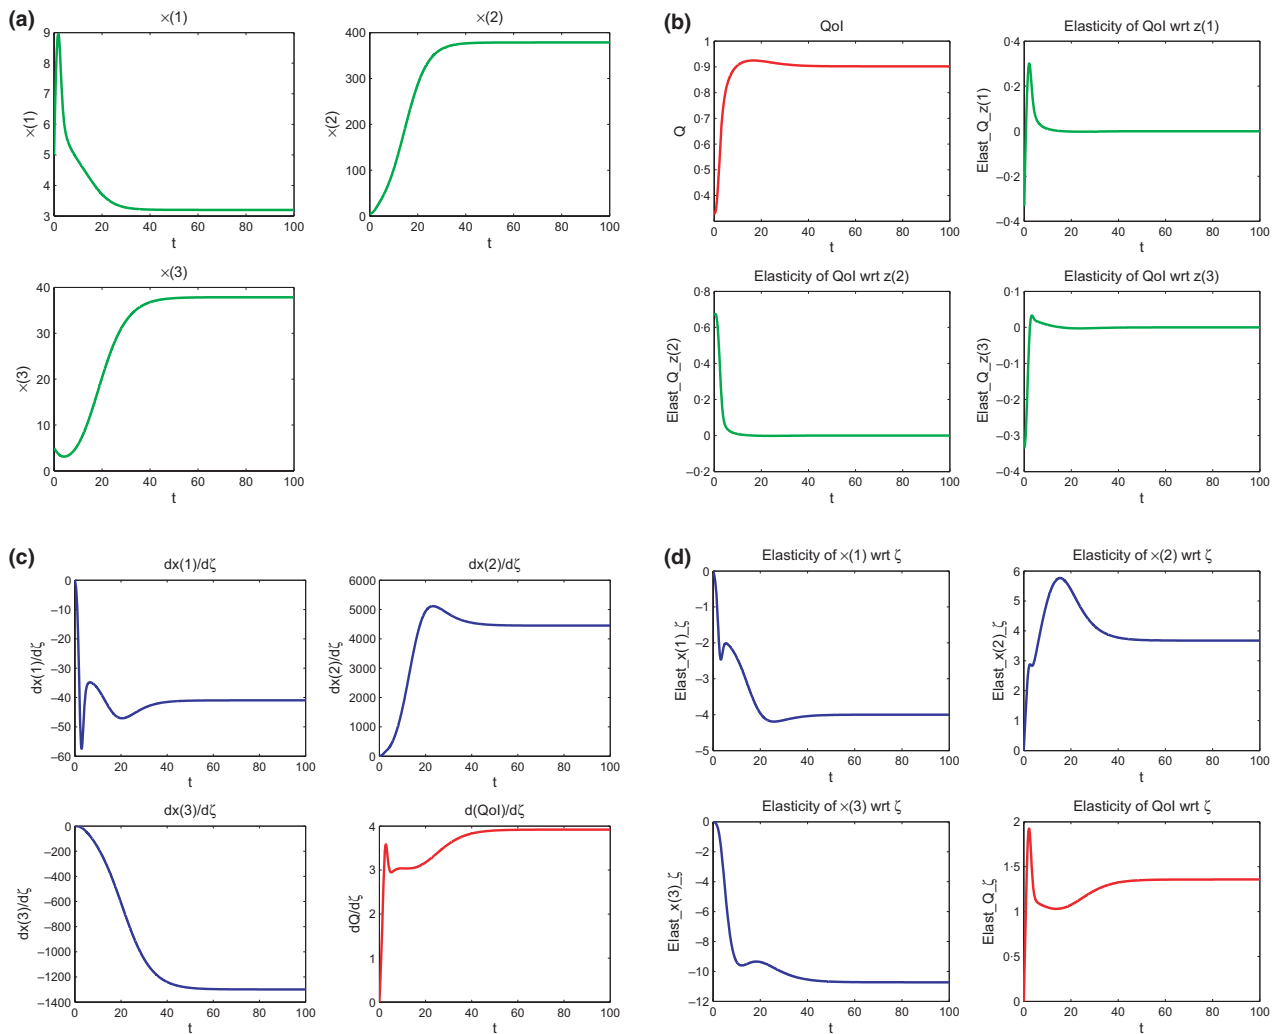 (a)
×(1)
9
8
7
6
5
4
3
×(1)
0 20 40 60 80 100
t
×(2)
400
300
200
100
0
×(2)
0 20 40 60 80 100
t
×(3)
40
30
20
10
0
×(3)
0 20 40 60 80 100
t
(b)
QoI
1
0·9
0·8
0·7
0·6
0·5
0·4
Q
0 20 40 60 80 100
t
Elasticity of QoI wrt z(1)
0·4
0·2
0
−0·2
−0·4
Elast_Q_z(1)
0 20 40 60 80 100
t
Elasticity of QoI wrt z(2)
0·8
0·6
0·4
0·2
0
−0·2
Elast_Q_z(2)
0 20 40 60 80 100
t
Elasticity of QoI wrt z(3)
0·1
0
−0·1
−0·2
−0·3
−0·4
Elast_Q_z(3)
0 20 40 60 80 100
t
(c)
dx(1)/dζ
0
−10
−20
−30
−40
−50
−60
dx(1)/dζ
0 20 40 60 80 100
t
dx(2)/dζ
6000
5000
4000
3000
2000
1000
0
dx(2)/dζ
0 20 40 60 80 100
t
dx(3)/dζ
0
−200
−400
−600
−800
−1000
−1200
−1400
dx(3)/dζ
0 20 40 60 80 100
t
d(QoI)/dζ
4
3
2
1
0
dQ/dζ
0 20 40 60 80 100
t
(d)
Elasticity of ×(1) wrt ζ
0
−1
−2
−3
−4
−5
Elast_x(1)_ζ
0 20 40 60 80 100
t
Elasticity of ×(2) wrt ζ
6
5
4
3
2
1
0
Elast_x(2)_ζ
0 20 40 60 80 100
t
Elasticity of ×(3) wrt ζ
0
−2
−4
−6
−8
−10
−12
Elast_x(3)_ζ
0 20 40 60 80 100
t
Elasticity of QoI wrt ζ
2
1·5
1
0·5
0
Elast_Q_ζ
0 20 40 60 80 100
t